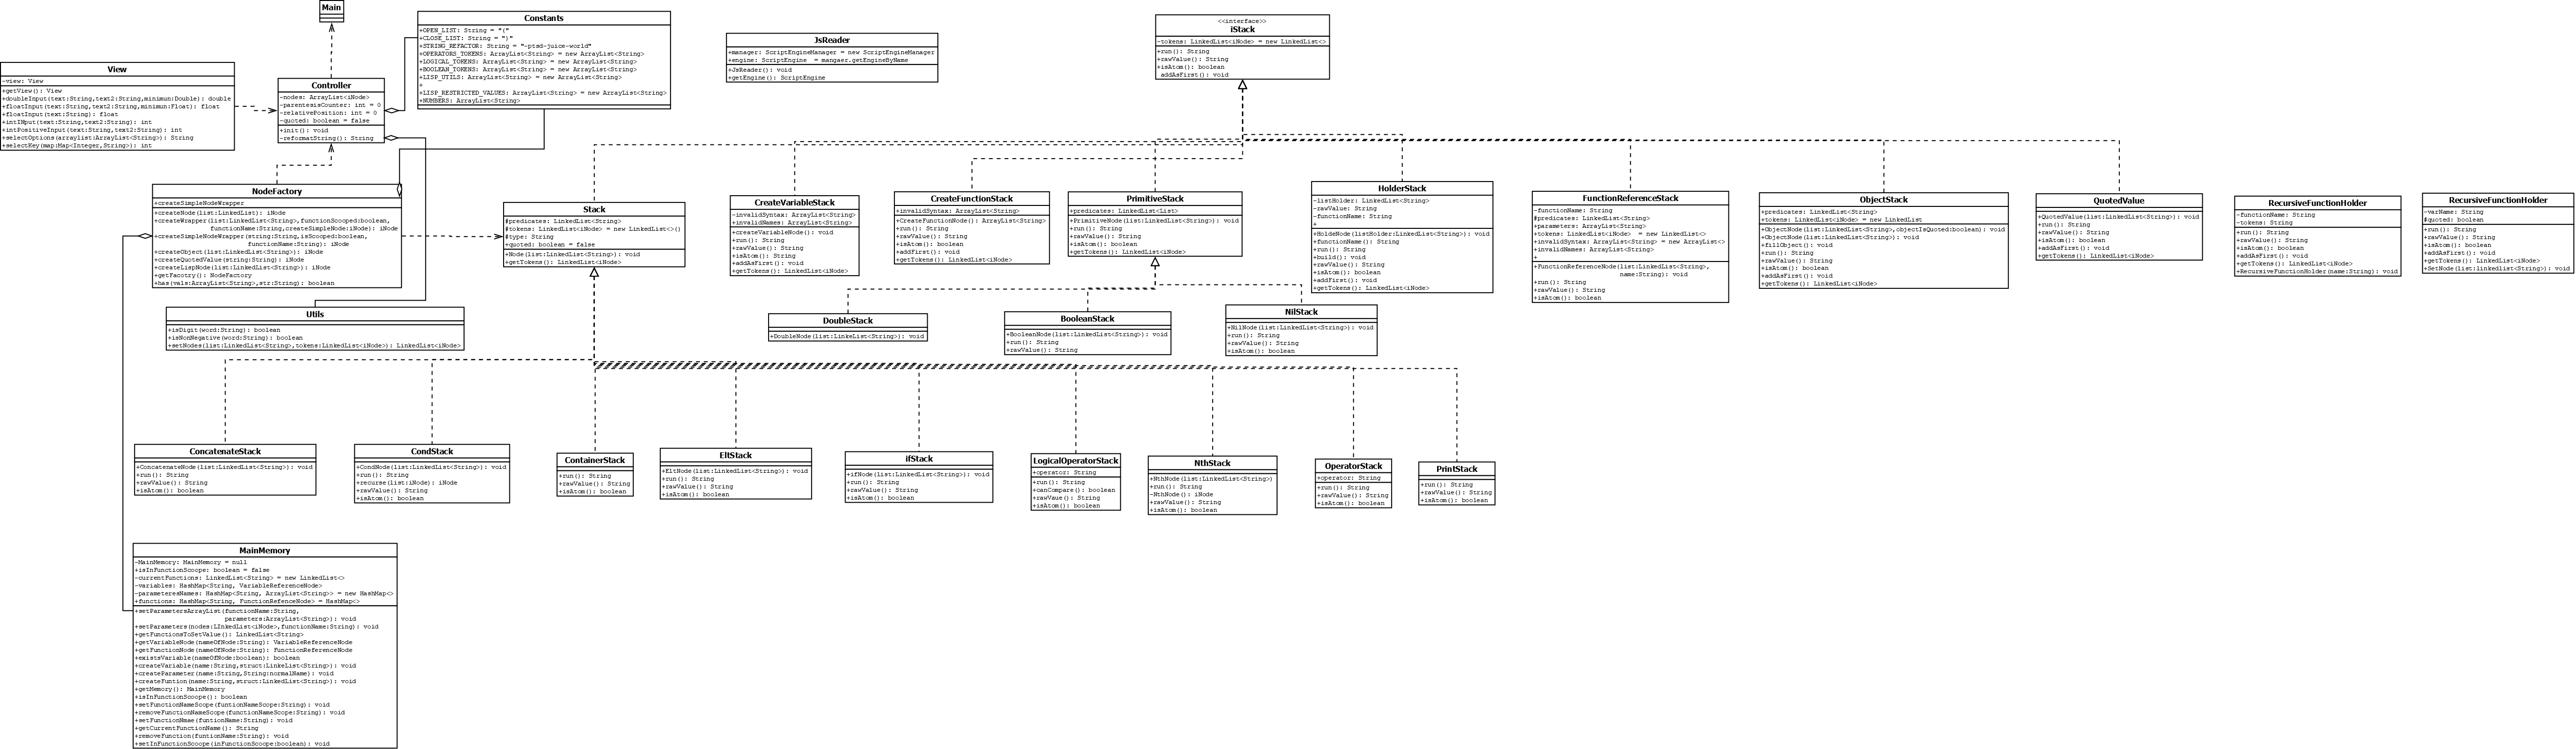 Main
Constants
+OPEN_LIST: String = "("
+CLOSE_LIST: String = ")"
+STRING_REFACTOR: String = "-ptsd-juice-world"
+OPERATORS_TOKENS: ArrayList<String> = new ArrayList<String>
+LOGICAL_TOKENS: ArrayList<String> = new ArrayList<String>
+BOOLEAN_TOKENS: ArrayList<String> = new ArrayList<String>
+LISP_UTILS: ArrayList<String> = new ArrayList<String>
+
+LISP_RESTRICTED_VALUES: ArrayList<String> = new ArrayList<String>
+NUMBERS: ArrayList<String>
JsReader
+manager: ScriptEngineManager = new ScriptEngineManager
+engine: ScriptEngine = mangaer.getEngineByName
+JsReader(): void
+getEngine(): ScriptEngine
<<interface>>
iStack
-tokens: LinkedList<iNode> = new LinkedList<>
+run(): String
+rawValue(): String
+isAtom(): boolean
addAsFirst(): void
View
-view: View
+getView(): View
+doubleInput(text:String,text2:String,minimun:Double): double
+floatInput(text:String,text2:String,minimun:Float): float
+floatInput(text:String): float
+intINput(text:String,text2:String): int
+intPositiveInput(text:String,text2:String): int
+selectOptions(arraylist:ArrayList<String>): String
+selectKey(map:Map<Integer,String>): int
Controller
-nodes: ArrayList<iNode>
-parentesisCounter: int = 0
-relativePosition: int = 0
-quoted: boolean = false
+init(): void
-reformatString(): String
NodeFactory
+createSimpleNodeWrapper
+createNode(list:LinkedList): iNode
+createWrapper(list:LinkedList<String>,functionScooped:boolean,
functionName:String,createSimpleNode:iNode): iNode
+createSimpleNodeWrapper(string:String,isScoped:boolean,
functionName:String): iNode
+createObject(list:LinkedList<String>): iNode
+createQuotedValue(string:String): iNode
+createLispNode(list:LinkedList<String>): iNode
+getFacotry(): NodeFactory
+has(vals:ArrayList<String>,str:String): boolean
Stack
#predicates: LinkedList<String>
#tokens: LinkedList<iNode> = new LinkedList<>()
#type: String
+quoted: boolean = false
+Node(list:LinkedList<String>): void
+getTokens(): LinkedList<iNode>
CreateVariableStack
-invalidSyntax: ArrayList<String>
+invalidNames: ArrayList<String>
+createVariableNode(): void
+run(): String
+rawValue(): String
+isAtom(): String
+addAsFirst(): void
+getTokens(): LinkedList<iNode>
CreateFunctionStack
+invalidSyntax: ArrayList<String>
+CreateFunctionNode(): ArrayList<String>
+run(): String
+rawValue(): String
+isAtom(): boolean
+addFirst(): void
+getTokens(): LinkedList<iNode>
PrimitiveStack
+predicates: LinkedList<List>
+PrimitiveNode(list:LinkedList<String>): void
+run(): String
+rawValue(): String
+isAtom(): boolean
+getTokens(): LinkedList<iNode>
HolderStack
-listHolder: LinkedList<String>
-rawValue: String
-functionName: String
+
+HoldeNode(listHolder:LinkedList<String>): void
+functionName(): String
+run(): String
+build(): void
+rawValue(): String
+isAtom(): boolean
+addFirst(): void
+getTokens(): LinkedList<iNode>
FunctionReferenceStack
-functionName: String
#predicates: LinkedList<String>
-parameters: ArrayList<String>
+tokens: LinkedList<iNode> = new LinkedList<>
+invalidSyntax: ArrayList<String> = new ArrayList<>
+invalidNames: ArrayList<String>
+
+FunctionReferenceNode(list:LinkedList<String>,
name:String): void
+run(): String
+rawValue(): String
+isAtom(): boolean
ObjectStack
+predicates: LinkedList<String>
+tokens: LinkedList<iNode> = new LinkedList
+ObjectNode(list:LinkedList<String>,objectIsQuoted:boolean): void
+ObjectNode(list:LinkedList<String>): void
+fillObject(): void
+run(): String
+rawValue(): String
+isAtom(): boolean
+addAsFirst(): void
+getTokens(): LinkedList<iNode>
QuotedValue
+QuotedValue(list:LinkedList<String>): void
+run(): String
+rawValue(): String
+isAtom(): boolean
+addAsFirst(): void
+getTokens(): LinkedList<iNode>
RecursiveFunctionHolder
-functionName: String
-tokens: String
+run(): String
+rawValue(): String
+isAtom(): boolean
+addAsFirst(): void
+getTokens(): LinkedList<iNode>
+RecursiveFunctionHolder(name:String): void
RecursiveFunctionHolder
-varName: String
#quoted: boolean
+run(): String
+rawValue(): String
+isAtom(): boolean
+addAsFirst(): void
+getTokens(): LinkedList<iNode>
+SetNode(list:linkedList<String>): void
Utils
+isDigit(word:String): boolean
+isNonNegative(word:String): boolean
+setNodes(list:LinkedList<String>,tokens:LinkedList<iNode>): LinkedList<iNode>
DoubleStack
+DoubleNode(list:LinkeList<String>): void
BooleanStack
+BooleanNode(list:LinkedList<String>): void
+run(): String
+rawValue(): String
NilStack
+NilNode(list:LinkedList<String>): void
+run(): String
+rawValue(): String
+isAtom(): boolean
ConcatenateStack
+ConcatenateNode(list:LinkedList<String>): void
+run(): String
+rawValue(): String
+isAtom(): boolean
CondStack
+CondNode(list:LinkedList<String>): void
+run(): String
+recurse(list:iNode): iNode
+rawValue(): String
+isAtom(): boolean
ContainerStack
+run(): String
+rawValue(): String
+isAtom(): boolean
EltStack
+EltNode(list:LinkedList<String>): void
+run(): String
+rawValue(): String
+isAtom(): boolean
ifStack
+ifNode(list:LinkedList<String>): void
+run(): String
+rawValue(): String
+isAtom(): boolean
LogicalOperatorStack
+operator: String
+run(): String
+canCompare(): boolean
+rawVaue(): String
+isAtom(): boolean
NthStack
+NthNode(list:LinkedList<String>)
+run(): String
-NthNode(): iNode
+rawValue(): String
+isAtom(): boolean
OperatorStack
+operator: String
+run(): String
+rawValue(): String
+isAtom(): boolean
PrintStack
+run(): String
+rawValue(): String
+isAtom(): boolean
MainMemory
-MainMemory: MainMemory = null
+isInFunctionScoope: boolean = false
-currentFunctions: LinkedList<String> = new LinkedList<>
-variables: HashMap<String, VariableReferenceNode>
-parameteresNames: HashMap<String, ArrayList<String>> = new HashMap<>
+functions: HashMap<String, FunctionRefenceNode> = HashMap<>
+setParametersArrayList(functionName:String,
parameters:ArrayList<String>): void
+setParameters(nodes:LInkedList<iNode>,functionName:String): void
+getFunctionsToSetValue(): LinkedList<String>
+getVariableNode(nameOfNode:String): VariableReferenceNode
+getFunctionNode(nameOfNode:String): FunctionReferenceNode
+existsVariable(nameOfNode:boolean): boolean
+createVariable(name:String,struct:LinkeList<String>): void
+createParameter(name:String,String:normalName): void
+createFuntion(name:String,struct:LinkedList<String>): void
+getMemory(): MainMemory
+isInFunctionScoope(): boolean
+setFunctionNameScope(funtionNameScope:String): void
+removeFunctionNameScope(functionNameScope:String): void
+setFunctionNmae(funtionName:String): void
+getCurrentFunctionName(): String
+removeFunction(funtionName:String): void
+setInFunctionScoope(inFunctionScoope:boolean): void